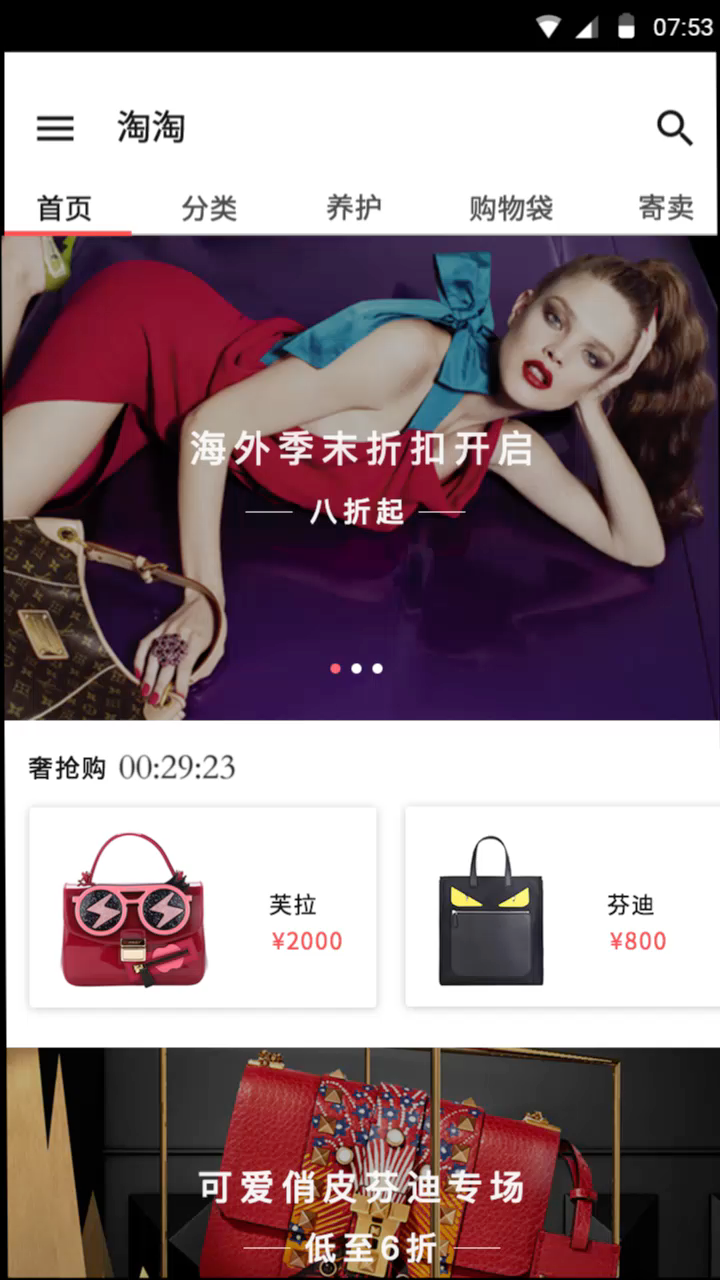 07:53
淘淘
首页 分类 养护 购物袋 寄卖
海外季末折扣开启
八折起
奢抢购 00:29:23
芙拉
¥2000
芬迪
¥800
可爱俏皮芬迪专场
低至6折